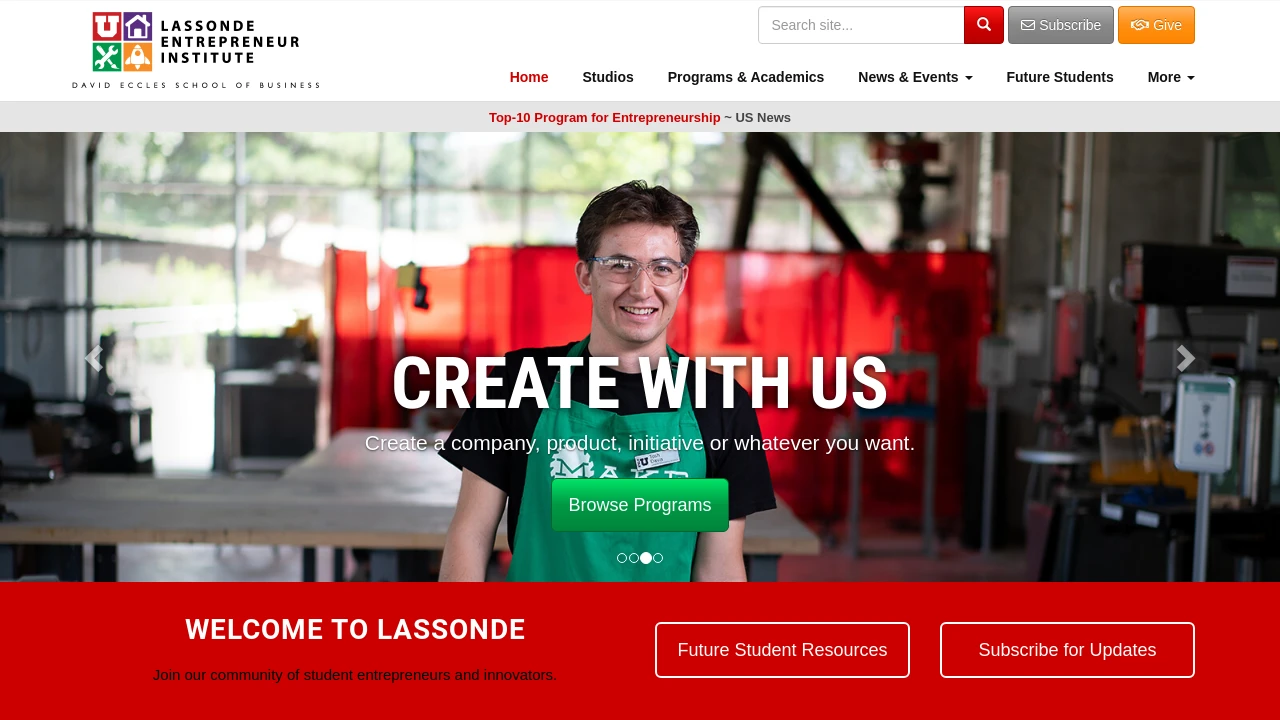 LASSONDE
ENTREPRENEUR
INSTITUTE
DAVID ECCLES SCHOOL OF BUSINESS
Search site...
Subscribe
Give
Home
Studios
Programs & Academics
News & Events
Future Students
More
Top-10 Program for Entrepreneurship ~ US News
CREATE WITH US
Create a company, product, initiative or whatever you want.
Browse Programs
WELCOME TO LASSONDE
Join our community of student entrepreneurs and innovators.
Future Student Resources
Subscribe for Updates